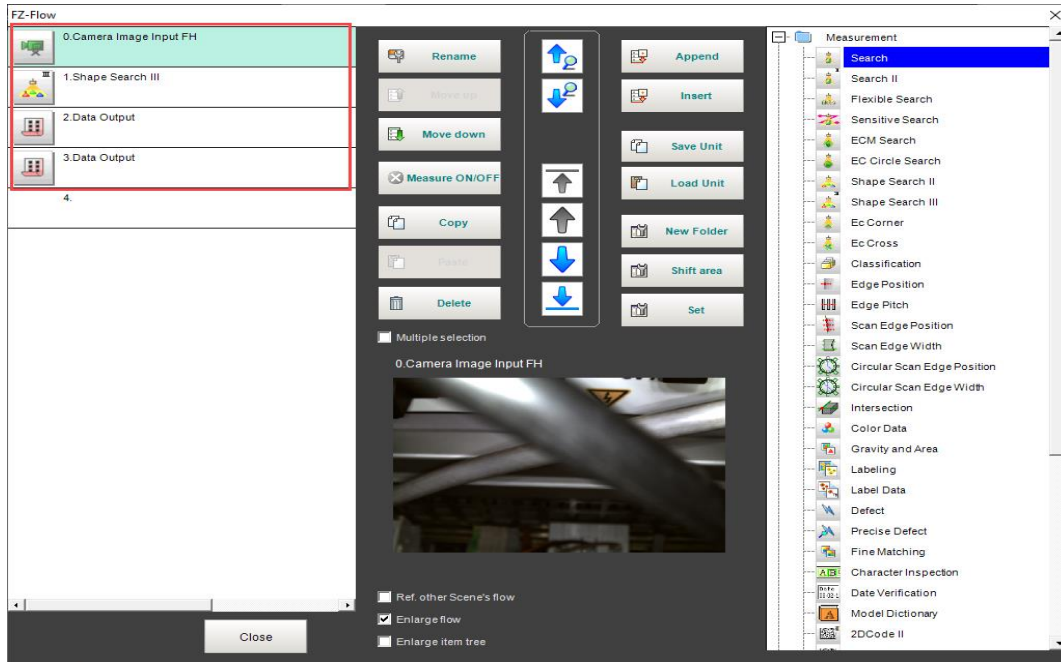 FZ-Flow
0.Camera Image Input FH
1.Shape Search III
2.Data Output
3.Data Output
4.
Rename
Move up
Move down
Measure ON/OFF
Copy
Paste
Delete
Append
Insert
Save Unit
Load Unit
New Folder
Shift area
Set
Multiple selection
0.Camera Image Input FH
Ref. other Scene's flow
Enlarge flow
Enlarge item tree
Close
Measurement
Search
Search II
Flexible Search
Sensitive Search
ECM Search
EC Circle Search
Shape Search II
Shape Search III
Ec Corner
Ec Cross
Classification
Edge Position
Edge Pitch
Scan Edge Position
Scan Edge Width
Circular Scan Edge Position
Circular Scan Edge Width
Intersection
Color Data
Gravity and Area
Labeling
Label Data
Defect
Precise Defect
Fine Matching
Character Inspection
Date Verification
Model Dictionary
2DCode II